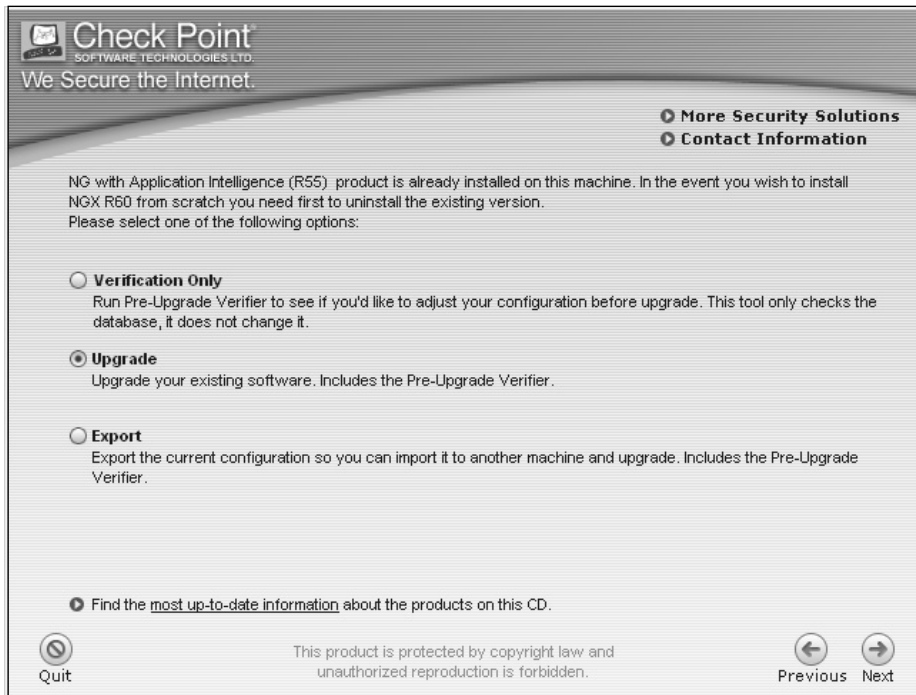 Check Point
SOFTWARE TECHNOLOGIES LTD.
We Secure the Internet.
More Security Solutions
Contact Information
NG with Application Intelligence (R55) product is already installed on this machine. In the event you wish to install
NGX R60 from scratch you need first to uninstall the existing version.
Please select one of the following options:
Verification Only
Run Pre-Upgrade Verifier to see if you'd like to adjust your configuration before upgrade. This tool only checks the
database, it does not change it.
Upgrade
Upgrade your existing software. Includes the Pre-Upgrade Verifier.
Export
Export the current configuration so you can import it to another machine and upgrade. Includes the Pre-Upgrade
Verifier.
Find the most up-to-date information about the products on this CD.
Quit
This product is protected by copyright law and
unauthorized reproduction is forbidden.
Previous Next